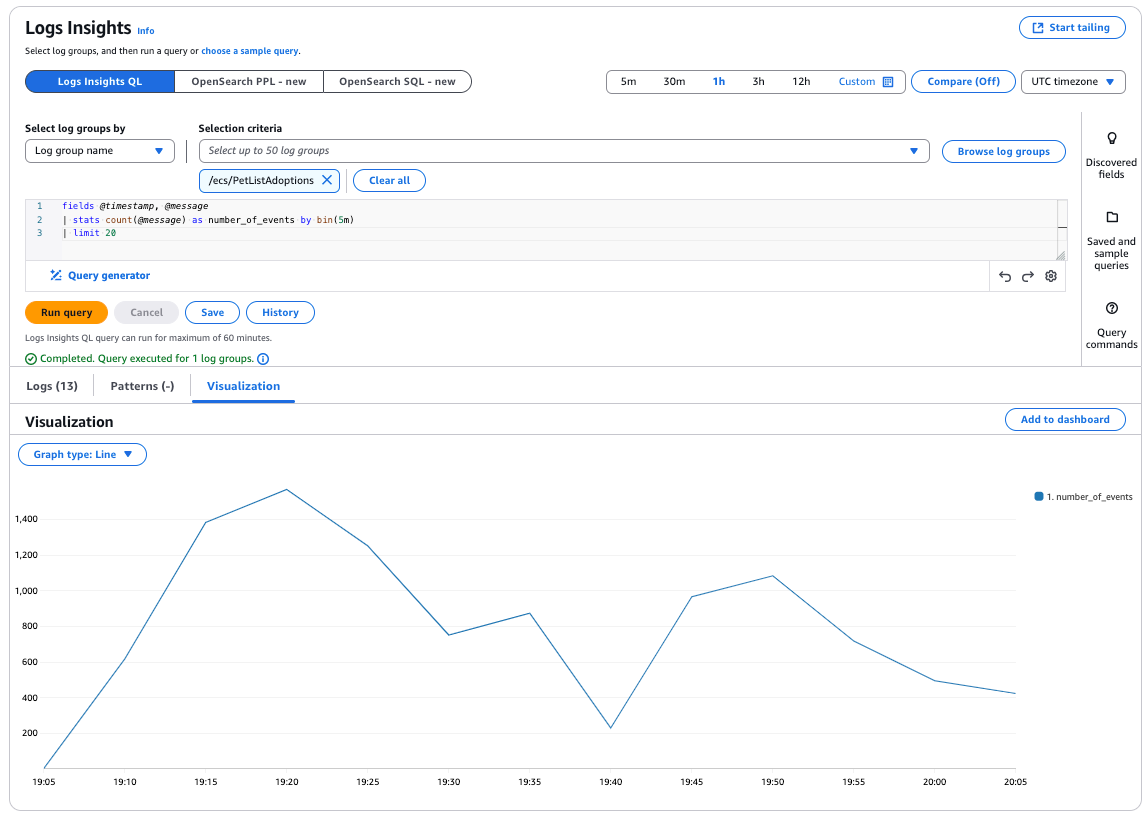 Logs Insights Info
Start tailing
Select log groups, and then run a query or choose a sample query.
Logs Insights QL
OpenSearch PPL - new
OpenSearch SQL - new
5m
30m
1h
3h
12h
Custom
Compare (Off)
UTC timezone
Select log groups by
Selection criteria
Log group name
Select up to 50 log groups
Browse log groups
/ecs/PetListAdoptions
Clear all
1 fields @timestamp, @message
2 | stats count(@message) as number_of_events by bin(5m)
3 | limit 20
Query generator
Discovered
fields
Saved and
sample
queries
Query
commands
Run query
Cancel
Save
History
Logs Insights QL query can run for maximum of 60 minutes.
Completed. Query executed for 1 log groups.
Logs (13)
Patterns (-)
Visualization
Visualization
Add to dashboard
Graph type: Line
1. number_of_events
1,400
1,200
1,000
800
600
400
200
19:05
19:10
19:15
19:20
19:25
19:30
19:35
19:40
19:45
19:50
19:55
20:00
20:05